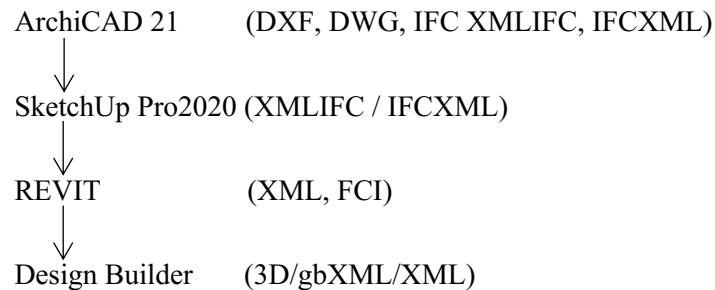 ArchiCAD 21 (DXF, DWG, IFC XMLIFC, IFCXML)
SketchUp Pro2020 (XMLIFC / IFCXML)
REVIT (XML, FCI)
Design Builder (3D/gbXML/XML)